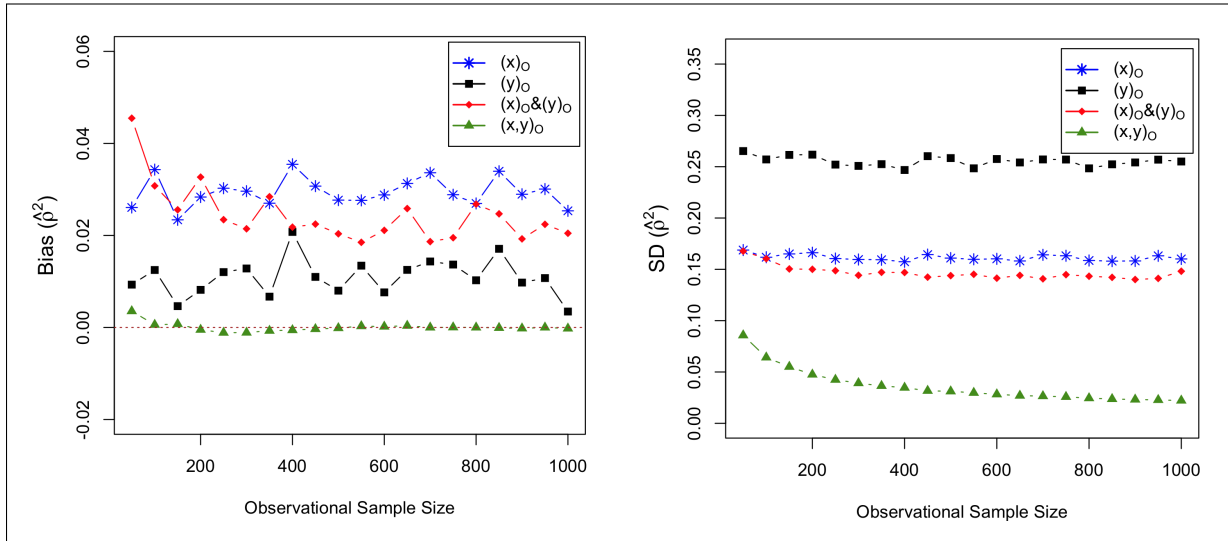 Bias (ρ̂²)
0.06
0.04
0.02
0.00
-0.02
(x)O
(y)O
(x)O&(y)O
(x,y)O
200 400 600 800 1000
Observational Sample Size
SD (ρ̂²)
0.35
0.30
0.25
0.20
0.15
0.10
0.05
0.00
(x)O
(y)O
(x)O&(y)O
(x,y)O
200 400 600 800 1000
Observational Sample Size